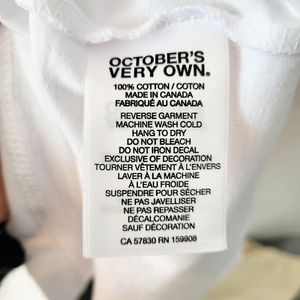 OCTOBER'S
VERY OWN.
100% COTTON / COTON
MADE IN CANADA
FABRIQUÉ AU CANADA
REVERSE GARMENT
MACHINE WASH COLD
HANG TO DRY
DO NOT BLEACH
DO NOT IRON DECAL
EXCLUSIVE OF DECORATION
TOURNER VÊTEMENT À L'ENVERS
LAVER À LA MACHINE
À L'EAU FROIDE
SUSPENDRE POUR SÉCHER
NE PAS JAVELLISER
NE PAS REPASSER
DÉCALCOMANIE
SAUF DÉCORATION
CA 57830 RN 159908